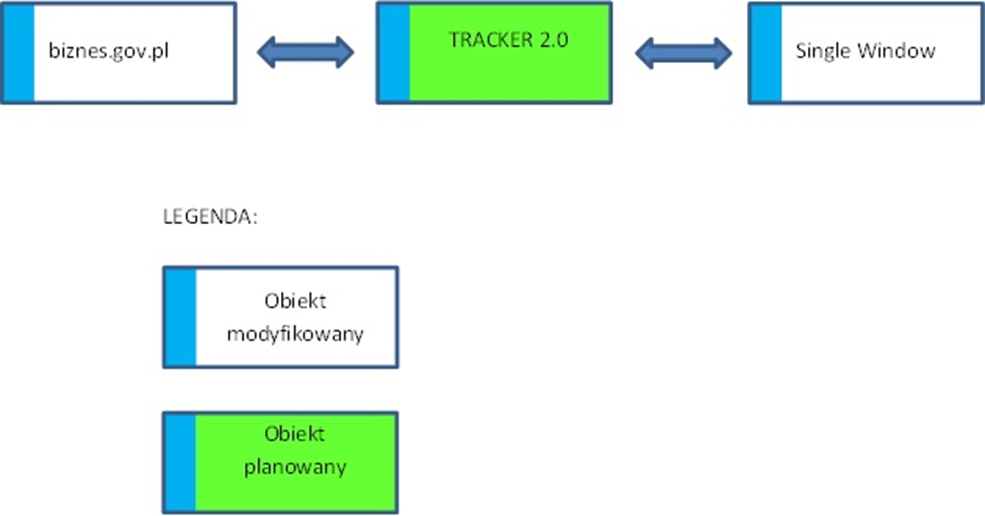 biznes.gov.pl
TRACKER 2.0
Single Window
LEGENDA:
Obiekt
modyfikowany
Obiekt
planowany